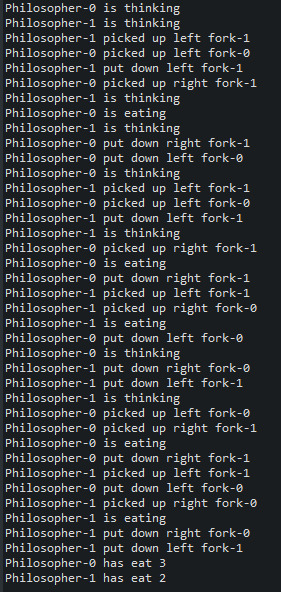 Philosopher-0 is thinking
Philosopher-1 is thinking
Philosopher-1 picked up left fork-1
Philosopher-0 picked up left fork-0
Philosopher-1 put down left fork-1
Philosopher-0 picked up right fork-1
Philosopher-1 is thinking
Philosopher-0 is eating
Philosopher-1 is thinking
Philosopher-0 put down right fork-1
Philosopher-0 put down left fork-0
Philosopher-0 is thinking
Philosopher-1 picked up left fork-1
Philosopher-0 picked up left fork-0
Philosopher-1 put down left fork-1
Philosopher-1 is thinking
Philosopher-0 picked up right fork-1
Philosopher-0 is eating
Philosopher-0 put down right fork-1
Philosopher-1 picked up left fork-1
Philosopher-1 picked up right fork-0
Philosopher-1 is eating
Philosopher-0 put down left fork-0
Philosopher-0 is thinking
Philosopher-1 put down right fork-0
Philosopher-1 put down left fork-1
Philosopher-1 is thinking
Philosopher-0 picked up left fork-0
Philosopher-0 picked up right fork-1
Philosopher-0 is eating
Philosopher-0 put down right fork-1
Philosopher-1 picked up left fork-1
Philosopher-0 put down left fork-0
Philosopher-1 picked up right fork-0
Philosopher-1 is eating
Philosopher-1 put down right fork-0
Philosopher-1 put down left fork-1
Philosopher-0 has eat 3
Philosopher-1 has eat 2